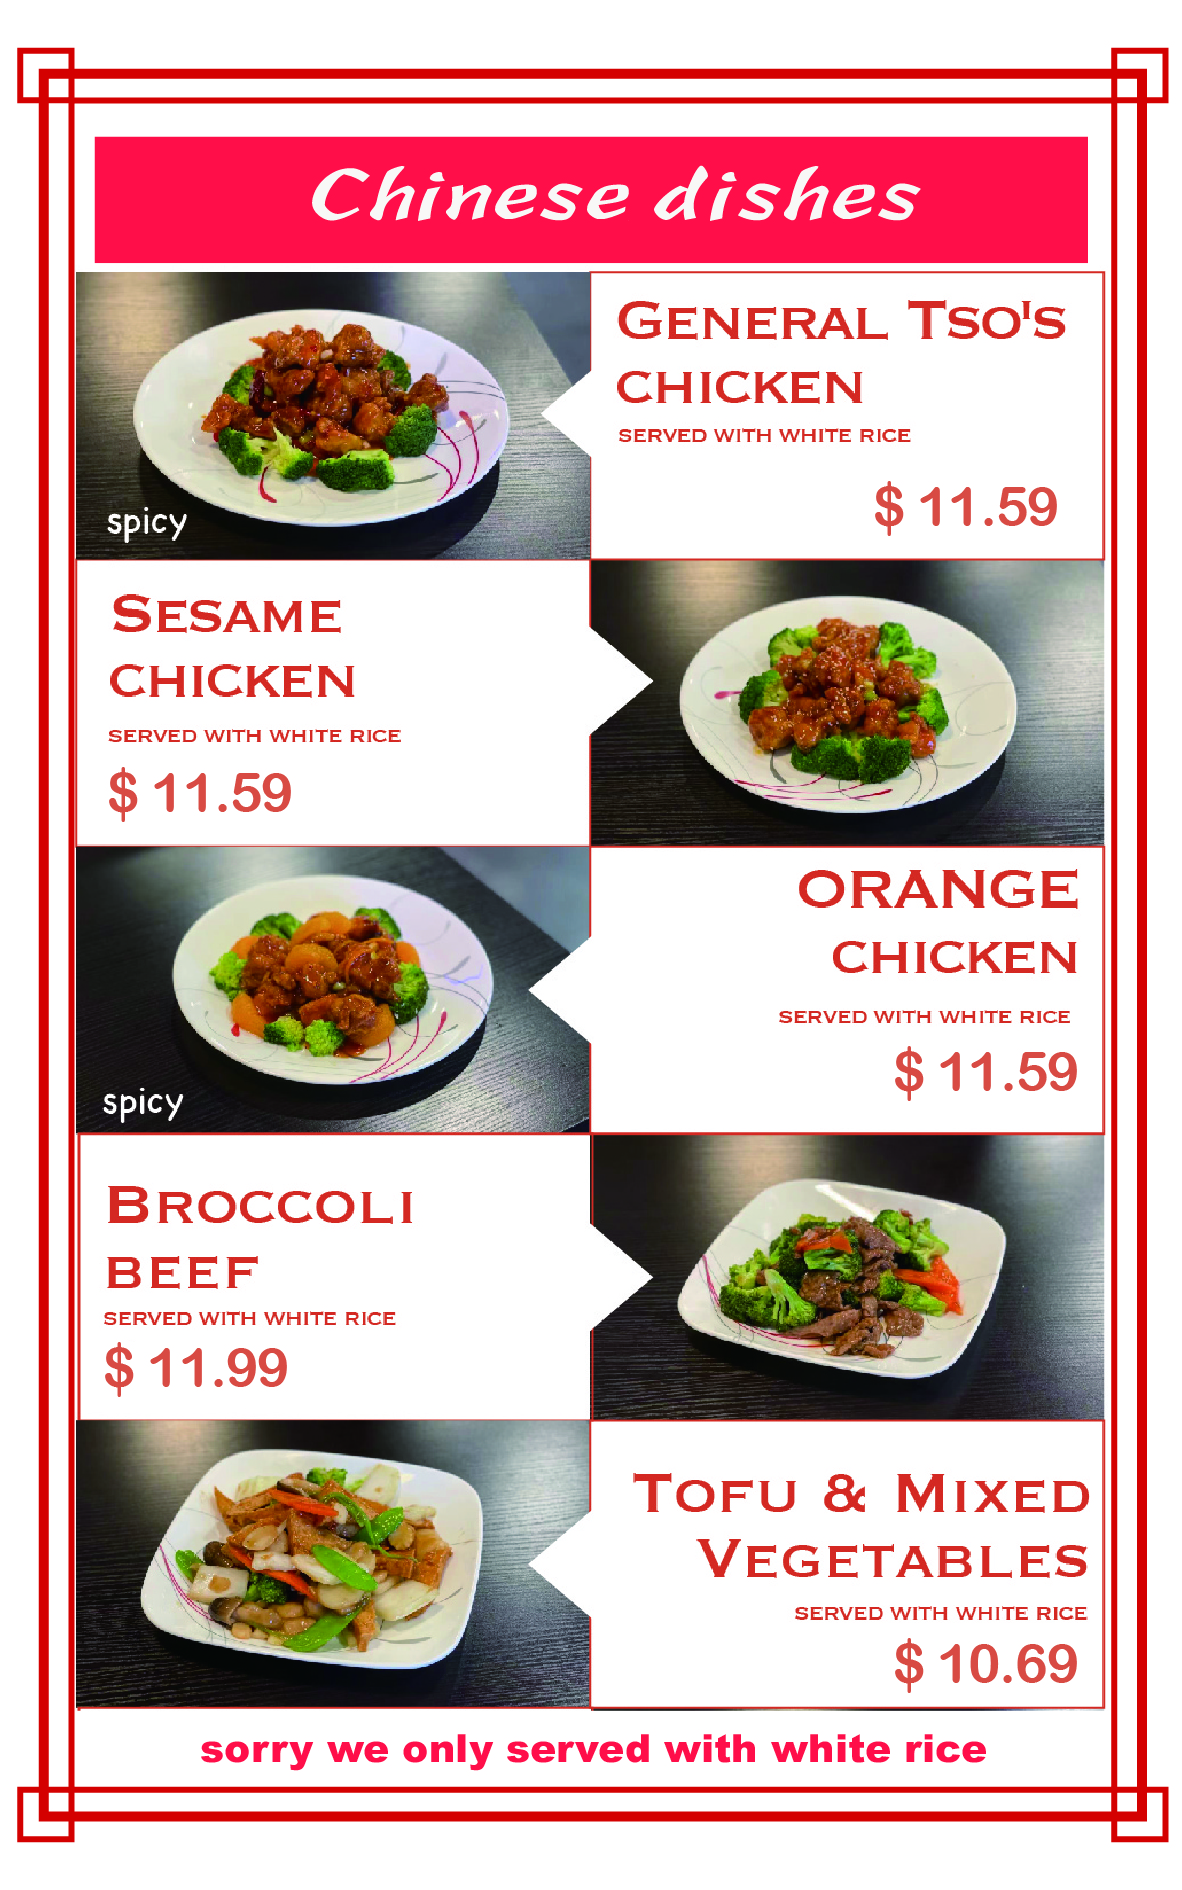 Chinese dishes
General Tso's
chicken
served with white rice
$ 11.59
spicy
Sesame
chicken
served with white rice
$ 11.59
orange
chicken
served with white rice
$ 11.59
spicy
Broccoli
beef
served with white rice
$ 11.99
Tofu & Mixed
Vegetables
served with white rice
$ 10.69
sorry we only served with white rice